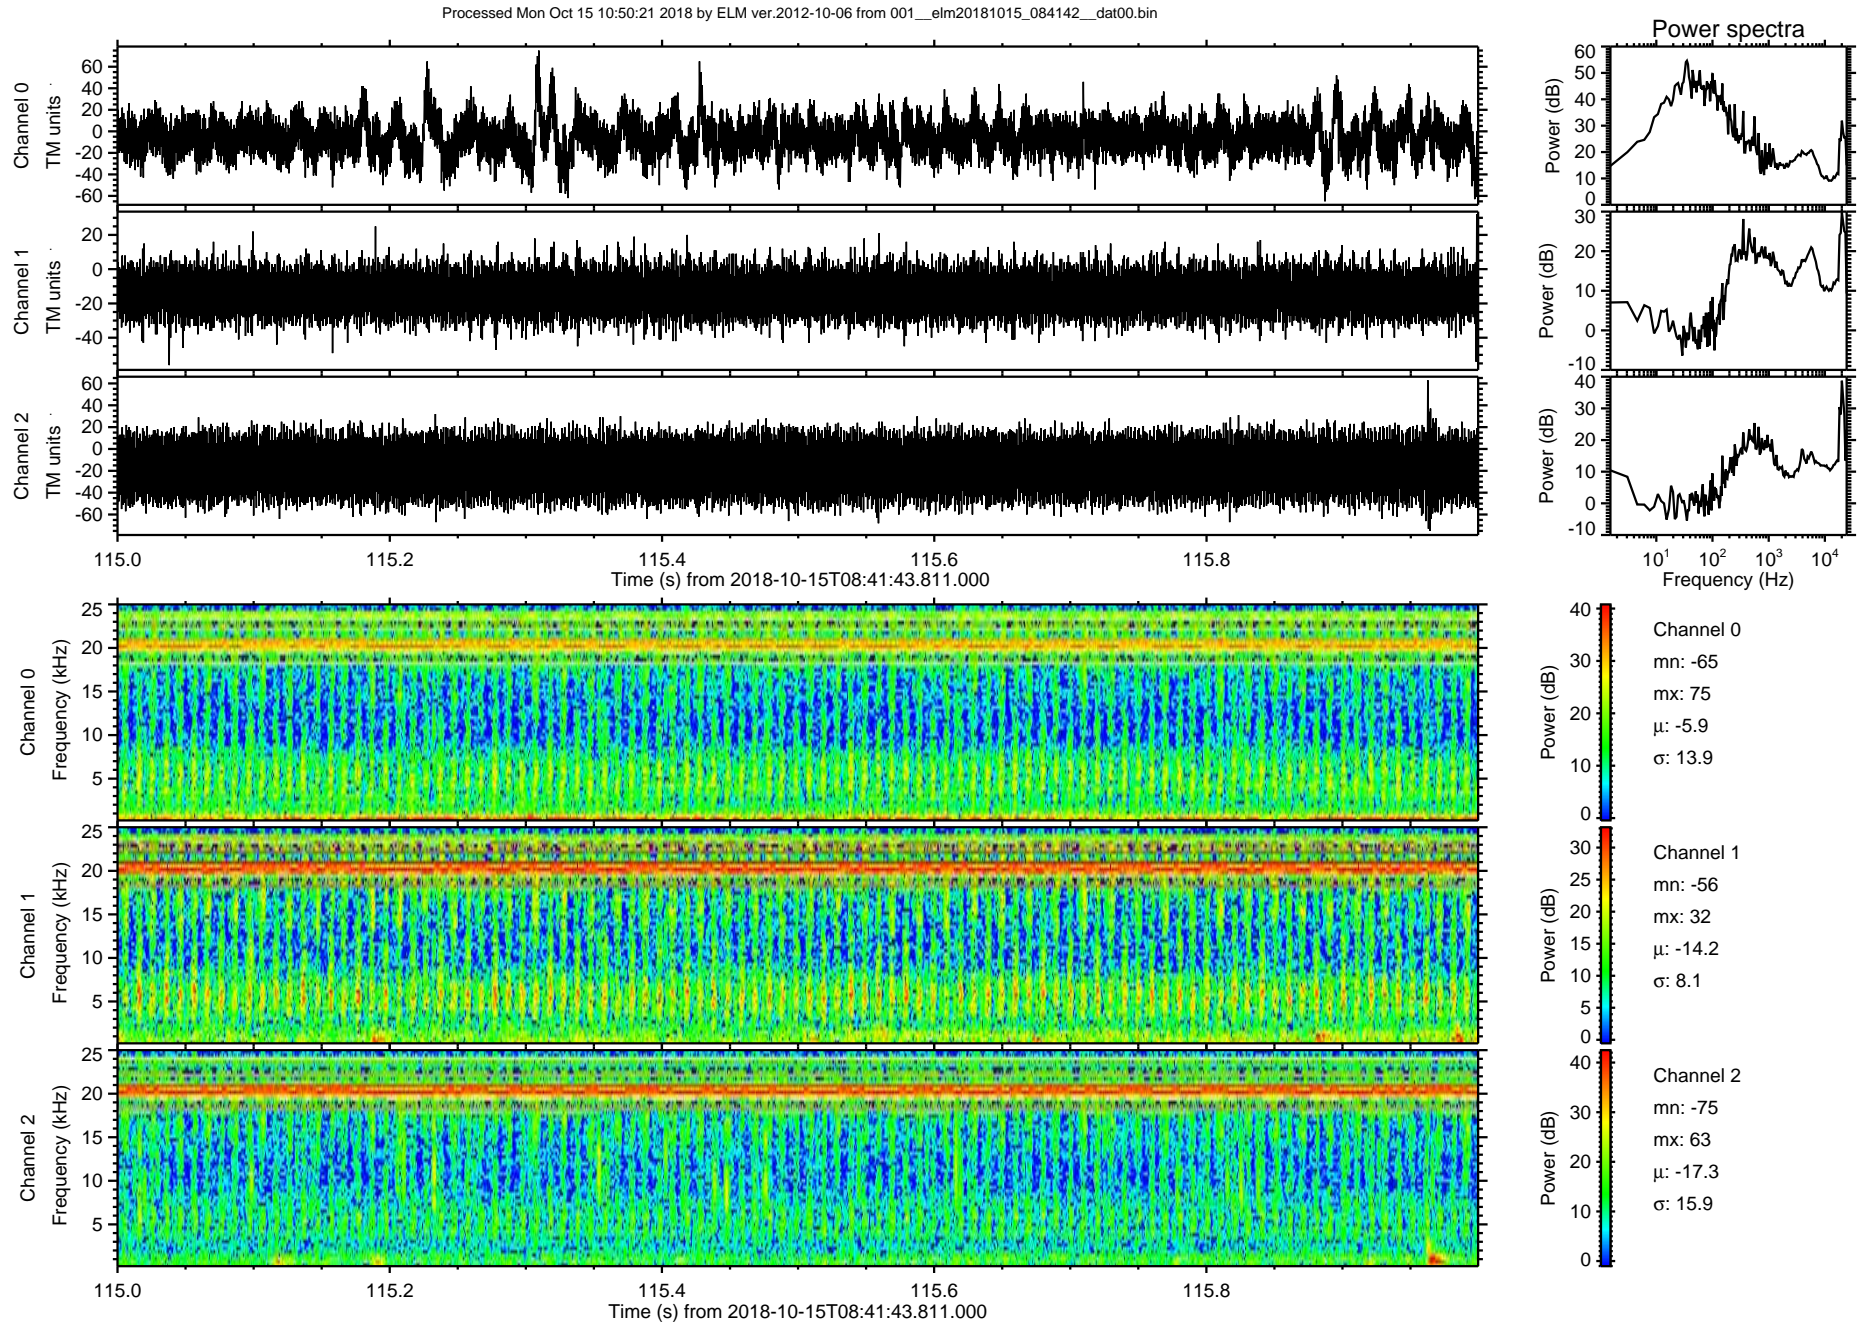 Processed Mon Oct 15 10:50:21 2018 by ELM ver.2012-10-06 from 001__elm20181015_084142__dat00.bin
Power spectra
Channel 0
TM units
60
40
20
0
-20
-40
-60
Power (dB)
60
50
40
30
20
10
0
Channel 1
TM units
20
0
-20
-40
Power (dB)
30
20
10
0
-10
Channel 2
TM units
60
40
20
0
-20
-40
-60
Power (dB)
40
30
20
10
0
-10
115.0 115.2 115.4 115.6 115.8
Time (s) from 2018-10-15T08:41:43.811.000
10^1 10^2 10^3 10^4
Frequency (Hz)
Channel 0
Frequency (kHz)
25
20
15
10
5
Power (dB)
40
30
20
10
0
Channel 0
mn: -65
mx: 75
μ: -5.9
σ: 13.9
Channel 1
Frequency (kHz)
25
20
15
10
5
Power (dB)
30
25
20
15
10
5
0
Channel 1
mn: -56
mx: 32
μ: -14.2
σ: 8.1
Channel 2
Frequency (kHz)
25
20
15
10
5
Power (dB)
40
30
20
10
0
Channel 2
mn: -75
mx: 63
μ: -17.3
σ: 15.9
115.0 115.2 115.4 115.6 115.8
Time (s) from 2018-10-15T08:41:43.811.000